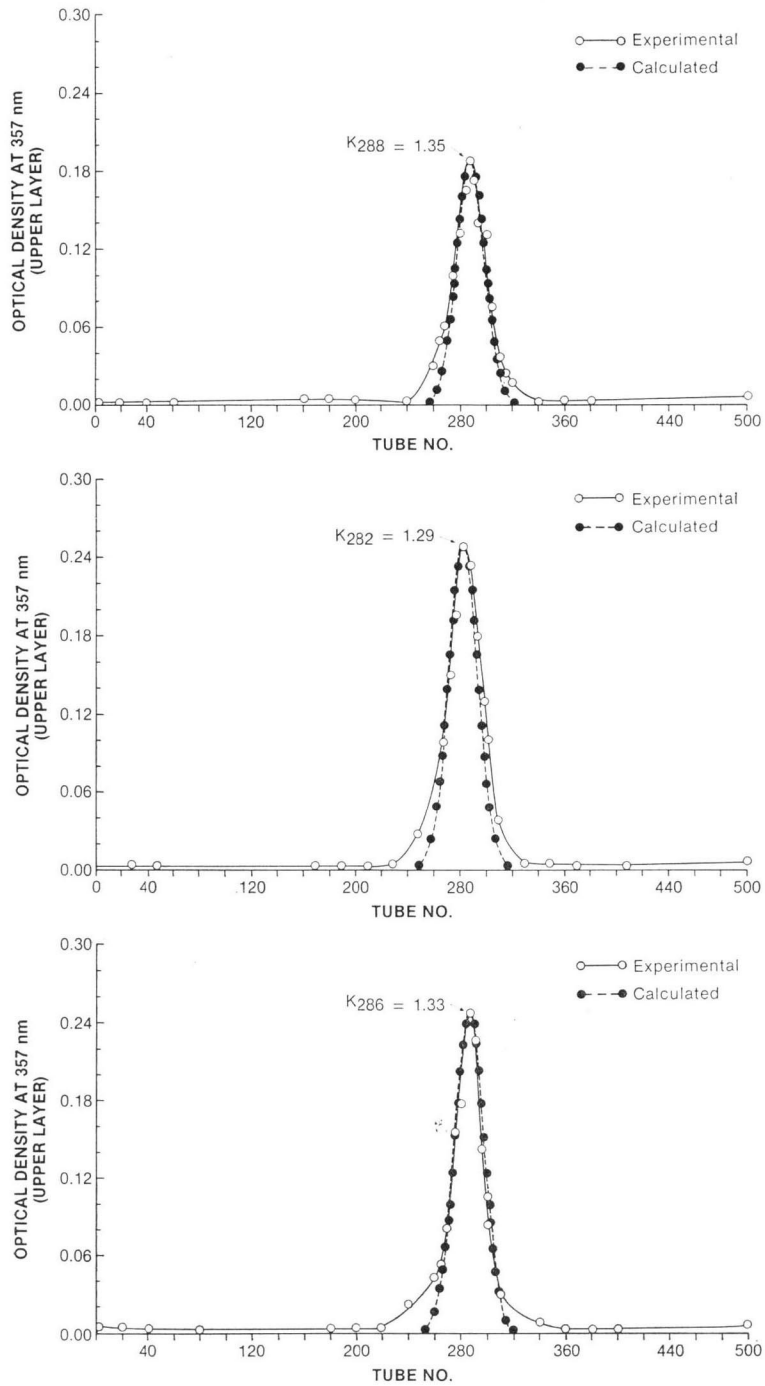 0.30
Experimental
Calculated
0.24
K288 = 1.35
0.18
0.12
0.06
0.00
OPTICAL DENSITY AT 357 nm
(UPPER LAYER)
0 40 120 200 280 360 440 500
TUBE NO.
0.30
Experimental
Calculated
0.24
K282 = 1.29
0.18
0.12
0.06
0.00
OPTICAL DENSITY AT 357 nm
(UPPER LAYER)
0 40 120 200 280 360 440 500
TUBE NO.
0.30
Experimental
Calculated
0.24
K286 = 1.33
0.18
0.12
0.06
0.00
OPTICAL DENSITY AT 357 nm
(UPPER LAYER)
40 120 200 280 360 440 500
TUBE NO.